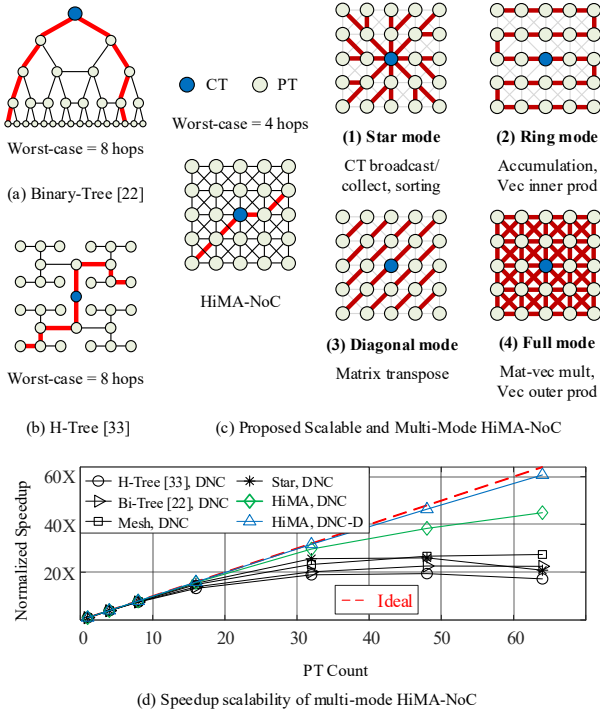 Worst-case = 8 hops
(a) Binary-Tree [22]
CT
PT
Worst-case = 4 hops
HiMA-NoC
Worst-case = 8 hops
(b) H-Tree [33]
(1) Star mode
CT broadcast/
collect, sorting
(2) Ring mode
Accumulation,
Vec inner prod
(3) Diagonal mode
Matrix transpose
(4) Full mode
Mat-vec mult,
Vec outer prod
(c) Proposed Scalable and Multi-Mode HiMA-NoC
Normalized Speedup
60X
40X
20X
H-Tree [33], DNC
Bi-Tree [22], DNC
Mesh, DNC
Star, DNC
HiMA, DNC
HiMA, DNC-D
Ideal
0 10 20 30 40 50 60 70
PT Count
(d) Speedup scalability of multi-mode HiMA-NoC